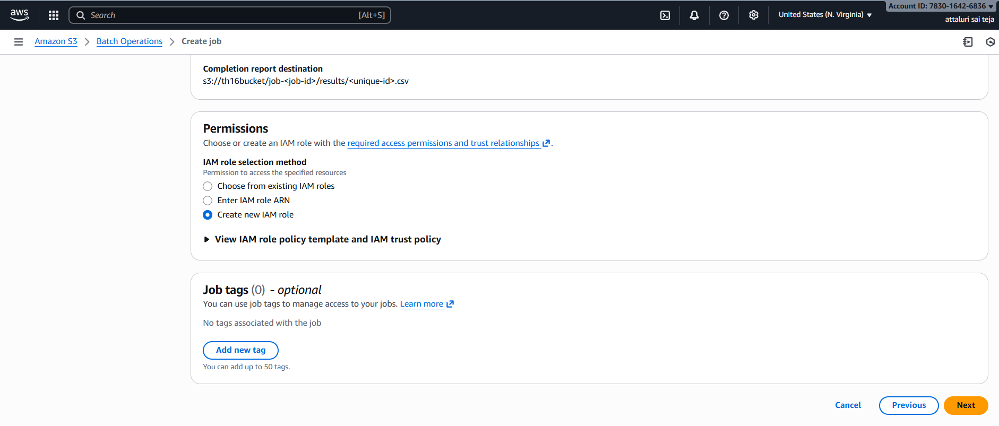 aws
Search
[Alt+S]
United States (N. Virginia)
Account ID: 7830-1642-6836
attaluri sai teja
Amazon S3
Batch Operations
Create job
Completion report destination
s3://th16bucket/job-<job-id>/results/<unique-id>.csv
Permissions
Choose or create an IAM role with the required access permissions and trust relationships .
IAM role selection method
Permission to access the specified resources
Choose from existing IAM roles
Enter IAM role ARN
Create new IAM role
View IAM role policy template and IAM trust policy
Job tags (0) - optional
You can use job tags to manage access to your jobs. Learn more
No tags associated with the job
Add new tag
You can add up to 50 tags.
Cancel
Previous
Next